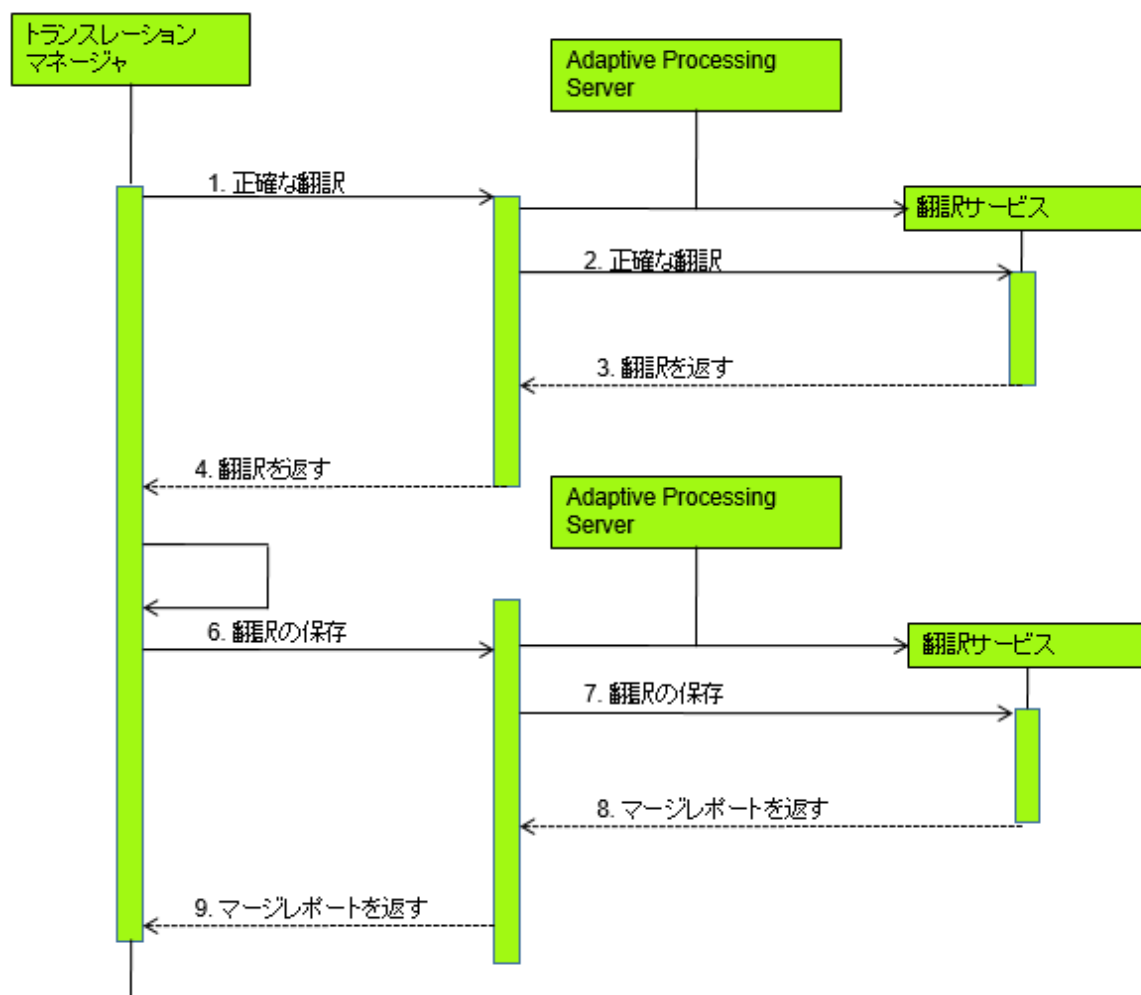 トランスレーション
マネージャ
Adaptive Processing
Server
1. 正確な翻訳
翻訳サービス
2. 正確な翻訳
3. 翻訳を返す
4. 翻訳を返す
Adaptive Processing
Server
6. 翻訳の保存
翻訳サービス
7. 翻訳の保存
8. マージレポートを返す
9. マージレポートを返す